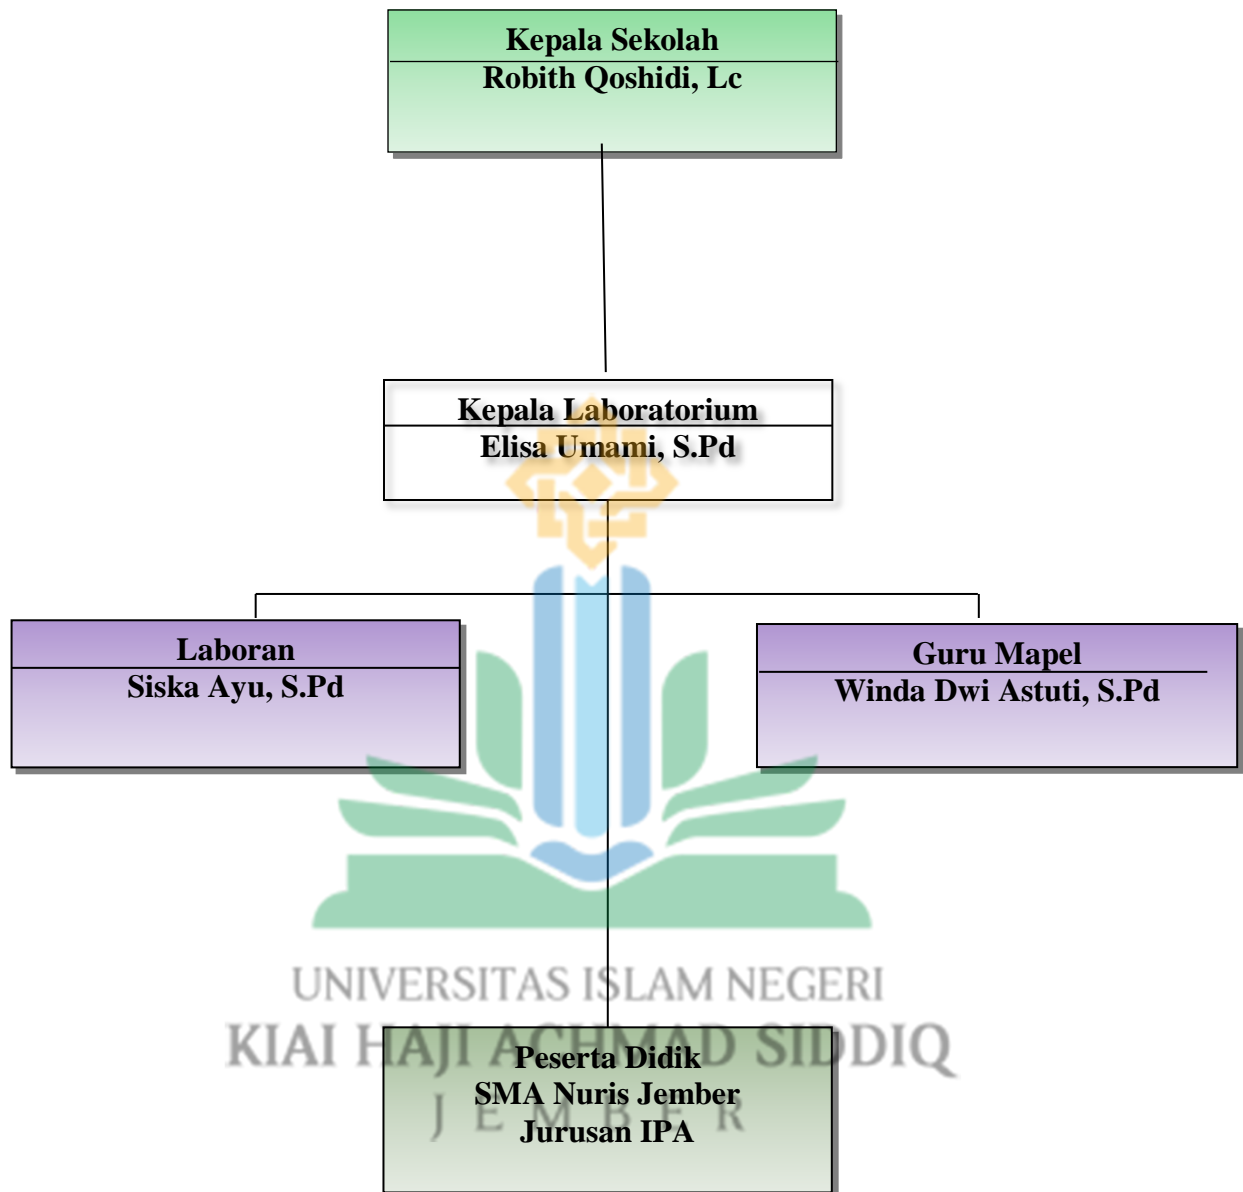 Kepala Sekolah
Robith Qoshidi, Lc
Kepala Laboratorium
Elisa Umami, S.Pd
Laboran
Siska Ayu, S.Pd
Guru Mapel
Winda Dwi Astuti, S.Pd
UNIVERSITAS ISLAM NEGERI
KIAI HAJI ACHMAD SIDDIQ
JEMBER
Peserta Didik
SMA Nuris Jember
Jurusan IPA